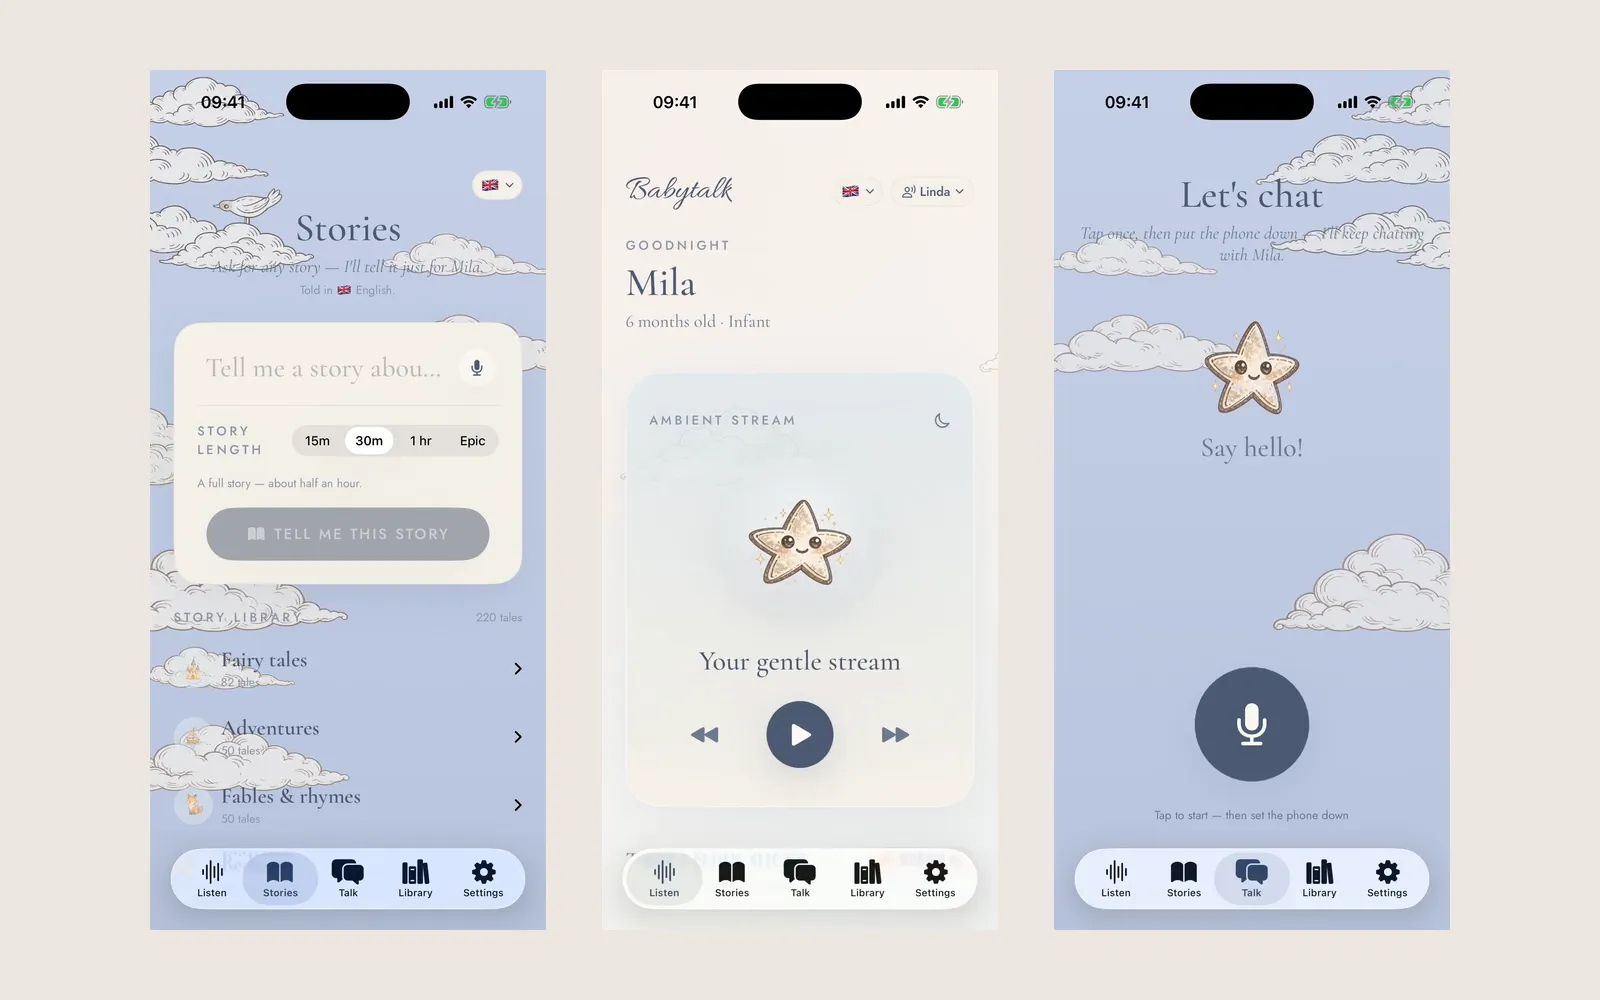 09:41
Stories
Ask for any story — I'll tell it just for Mila.
Told in 🇬🇧 English.
Tell me a story abou...
STORY
LENGTH
15m 30m 1 hr Epic
A full story — about half an hour.
TELL ME THIS STORY
STORY LIBRARY 220 tales
Fairy tales
82 tales
Adventures
50 tales
Fables & rhymes
50 tales
Listen Stories Talk Library Settings
09:41
Babytalk
Linda
GOODNIGHT
Mila
6 months old · Infant
AMBIENT STREAM
Your gentle stream
Listen Stories Talk Library Settings
09:41
Let's chat
Tap once, then put the phone down — I'll keep chatting
with Mila.
Say hello!
Tap to start — then set the phone down
Listen Stories Talk Library Settings